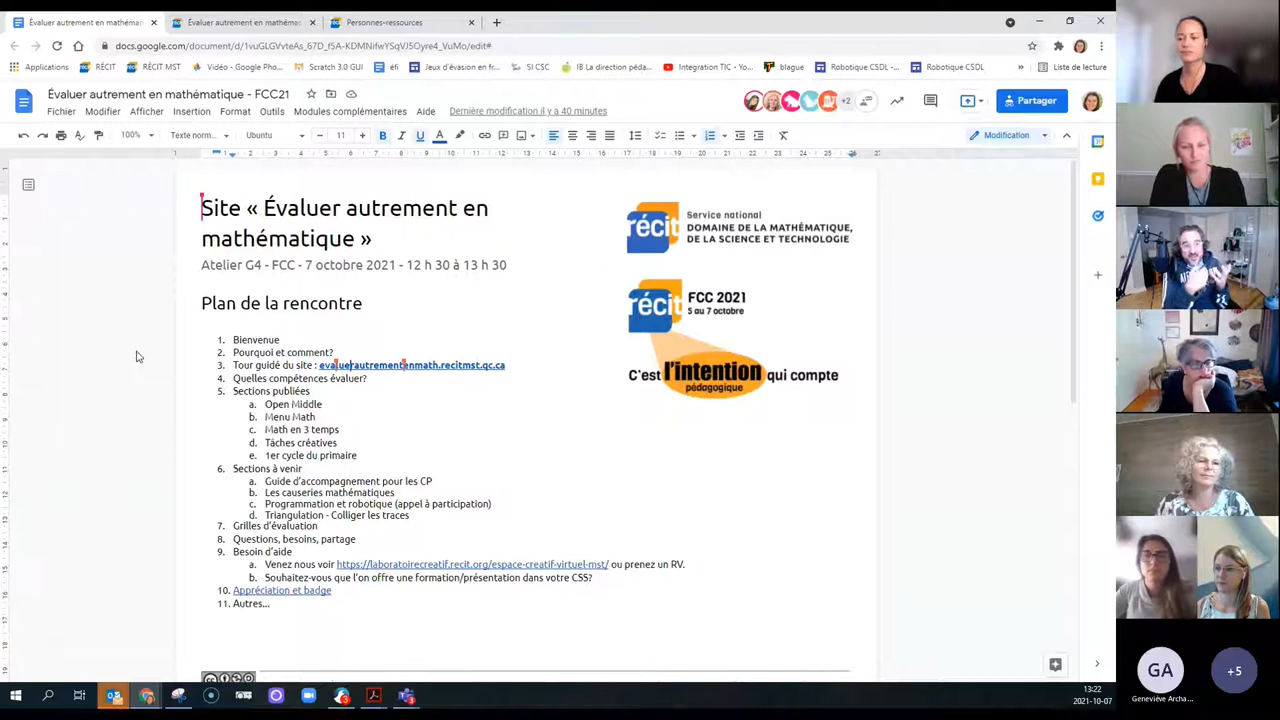 Évaluer autrement en mathémat
Évaluer autrement en mathémat
Personnes-ressources
docs.google.com/document/d/1vuGLGVvteAs_67D_f5A-KDMNifwYSqVJ5Oyre4_VuMo/edit#
Applications
RÉCIT
RÉCIT MST
Vidéo - Google Pho...
Scratch 3.0 GUI
éfi
Jeux d'évasion en fr...
SI CSC
IB La direction péda...
Integration TIC - Yo...
blague
Robotique CSDL -...
Robotique CSDL
Liste de lecture
Évaluer autrement en mathématique - FCC21
Fichier Modifier Afficher Insertion Format Outils Modules complémentaires Aide
Dernière modification il y a 40 minutes
+2
Partager
100%
Texte norm...
Ubuntu
11
Modification
Site « Évaluer autrement en
mathématique »
Atelier G4 - FCC - 7 octobre 2021 - 12 h 30 à 13 h 30
récit
Service national
DOMAINE DE LA MATHÉMATIQUE,
DE LA SCIENCE ET TECHNOLOGIE
récit
FCC 2021
5 au 7 octobre
C'est l'intention qui compte
pédagogique
Plan de la rencontre
1. Bienvenue
2. Pourquoi et comment?
3. Tour guidé du site : evaluerautrementenmath.recitmst.qc.ca
4. Quelles compétences évaluer?
5. Sections publiées
a. Open Middle
b. Menu Math
c. Math en 3 temps
d. Tâches créatives
e. 1er cycle du primaire
6. Sections à venir
a. Guide d'accompagnement pour les CP
b. Les causeries mathématiques
c. Programmation et robotique (appel à participation)
d. Triangulation - Colliger les traces
7. Grilles d'évaluation
8. Questions, besoins, partage
9. Besoin d'aide
a. Venez nous voir https://laboratoirecreatif.recit.org/espace-creatif-virtuel-mst/ ou prenez un RV.
b. Souhaitez-vous que l'on offre une formation/présentation dans votre CSS?
10. Appréciation et badge
11. Autres...
GA
Geneviève Archa...
+5
13:22
2021-10-07